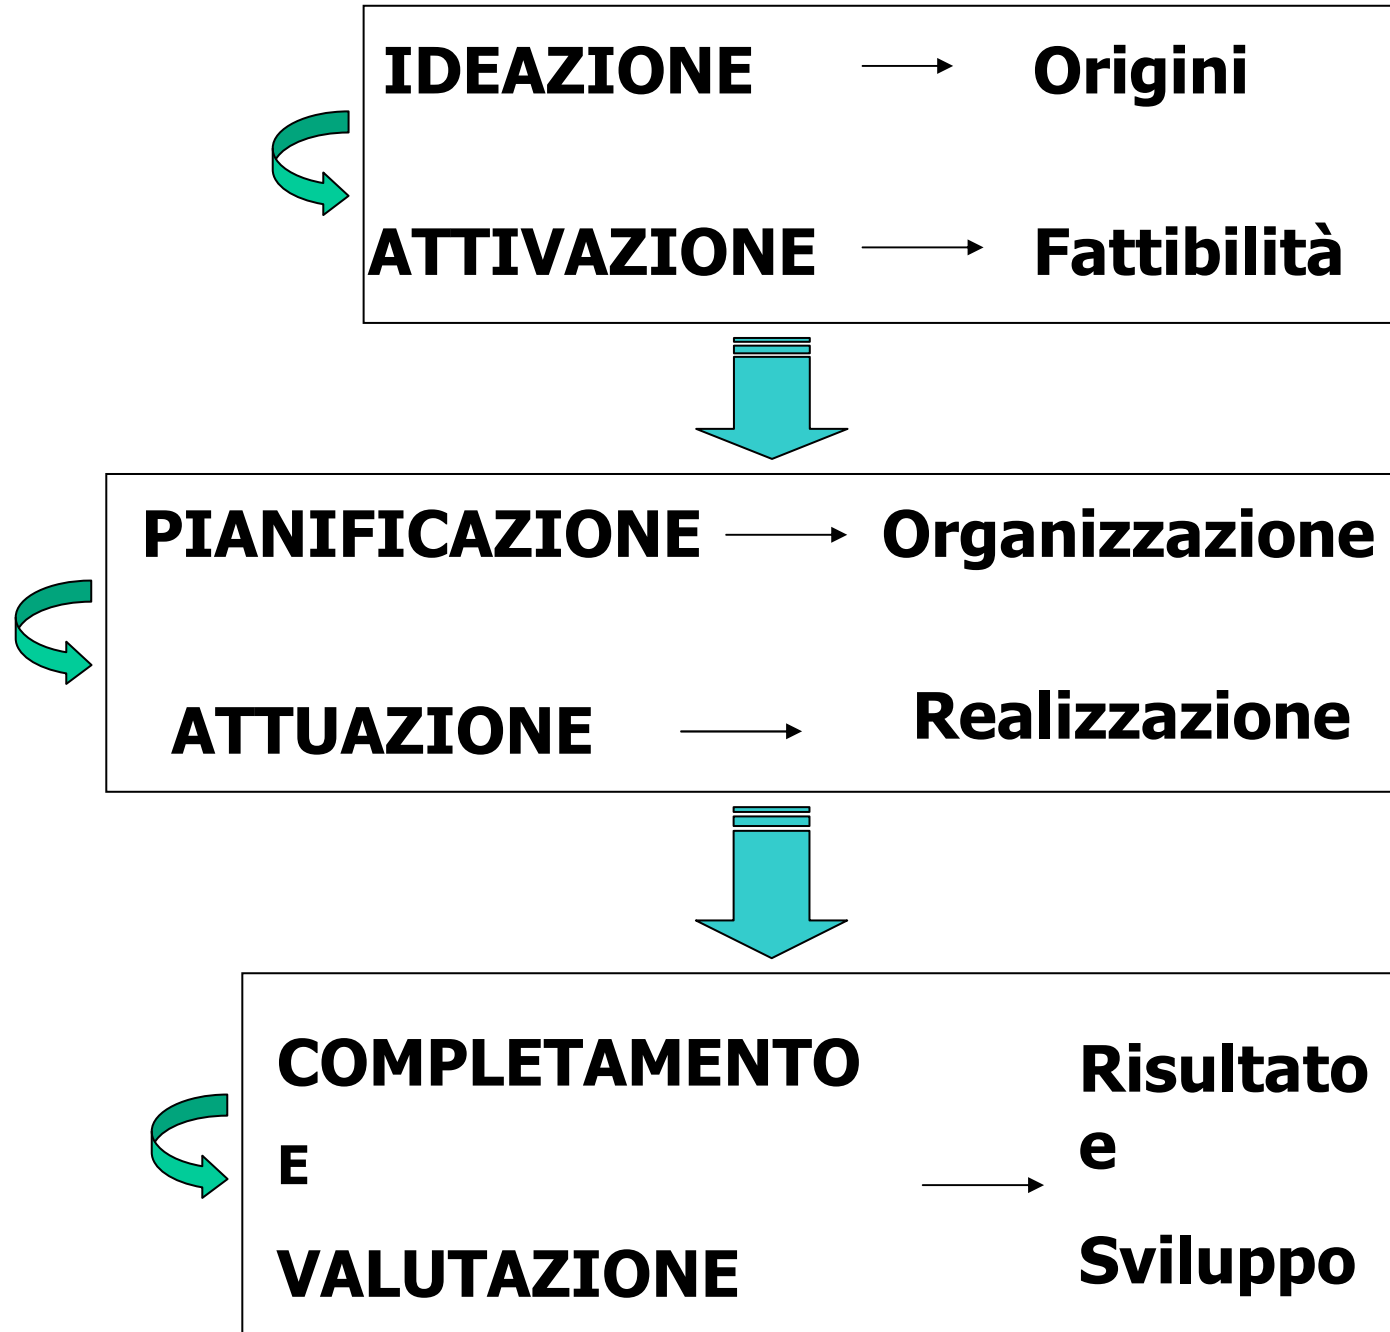 IDEAZIONE Origini
ATTIVAZIONE Fattibilità
PIANIFICAZIONE Organizzazione
ATTUAZIONE Realizzazione
COMPLETAMENTO Risultato
E e
VALUTAZIONE Sviluppo